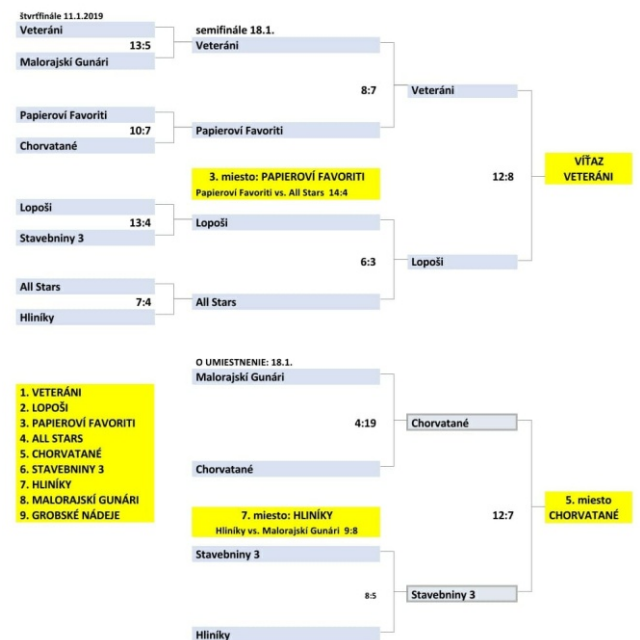 štvrťfinále 11.1.2019
Veteráni
13:5
Malorajskí Gunári
semifinále 18.1.
Veteráni
8:7
Veteráni
Papieroví Favoriti
10:7
Papieroví Favoriti
Chorvatané
3. miesto: PAPIEROVÍ FAVORITI
Papieroví Favoriti vs. All Stars 14:4
12:8
VÍŤAZ
VETERÁNI
Lopoši
13:4
Lopoši
Stavebniny 3
6:3
Lopoši
All Stars
7:4
All Stars
Hliníky
O UMIESTNENIE: 18.1.
Malorajskí Gunári
4:19
Chorvatané
Chorvatané
1. VETERÁNI
2. LOPOŠI
3. PAPIEROVÍ FAVORITI
4. ALL STARS
5. CHORVATANÉ
6. STAVEBNINY 3
7. HLINÍKY
8. MALORAJSKÍ GUNÁRI
9. GROBSKÉ NÁDEJE
7. miesto: HLINÍKY
Hliníky vs. Malorajskí Gunári 9:8
12:7
5. miesto
CHORVATANÉ
Stavebniny 3
8:5
Stavebniny 3
Hliníky